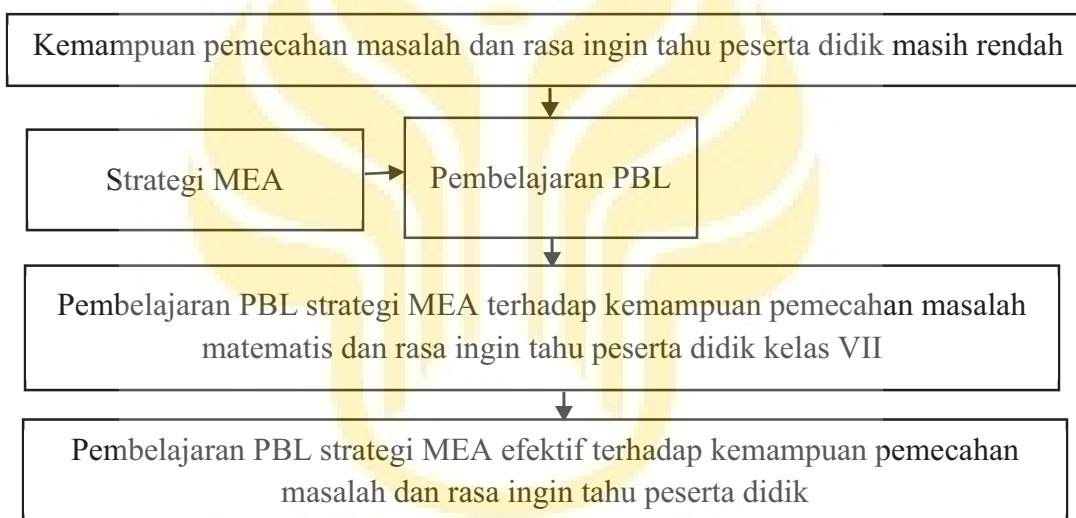 Kemampuan pemecahan masalah dan rasa ingin tahu peserta didik masih rendah
Strategi MEA
Pembelajaran PBL
Pembelajaran PBL strategi MEA terhadap kemampuan pemecahan masalah
matematis dan rasa ingin tahu peserta didik kelas VII
Pembelajaran PBL strategi MEA efektif terhadap kemampuan pemecahan
masalah dan rasa ingin tahu peserta didik